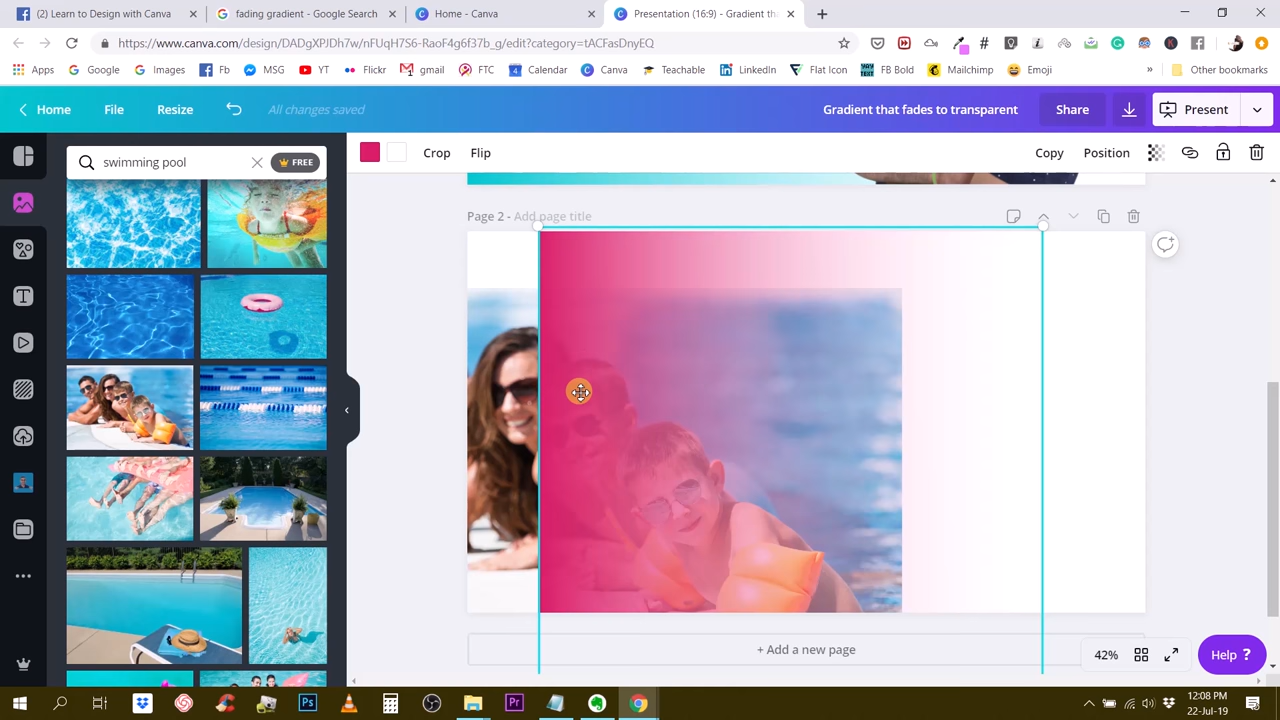 (2) Learn to Design with Canva
fading gradient - Google Search
Home - Canva
Presentation (16:9) - Gradient tha
https://www.canva.com/design/DADgXPJDh7w/nFUrH7S6-Raof4g6f37b_g/edit?category=tACFasDnyEQ
Apps
Google
Images
Fb
MSG
YT
Flickr
gmail
FTC
Calendar
Canva
Teachable
LinkedIn
Flat Icon
FB Bold
Mailchimp
Emoji
»
Other bookmarks
Home
File
Resize
All changes saved
Gradient that fades to transparent
Share
Present
swimming pool
FREE
Crop
Flip
Copy
Position
Page 2 - Add page title
+ Add a new page
42%
Help ?
12:08 PM
22-Jul-19